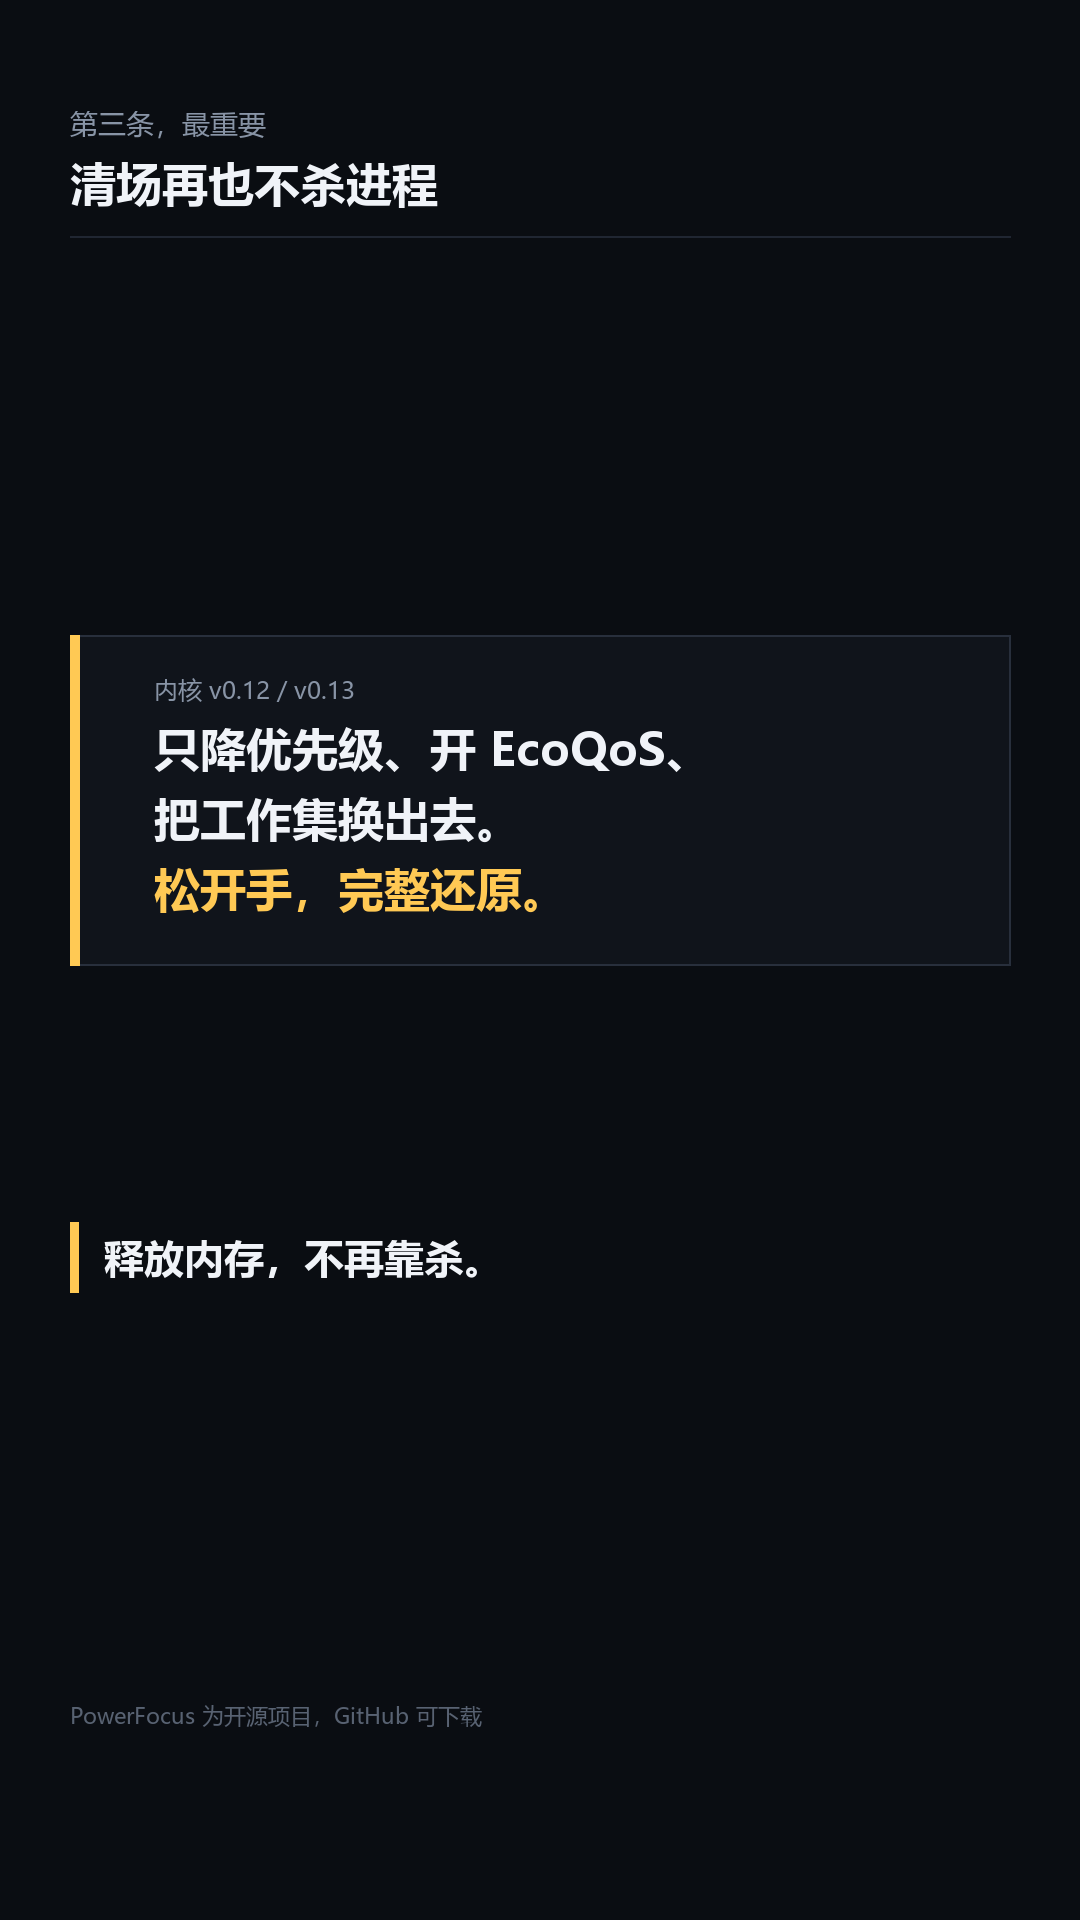 第三条，最重要
清场再也不杀进程
内核 v0.12 / v0.13
只降优先级、开 EcoQoS、
把工作集换出去。
松开手，完整还原。
释放内存，不再靠杀。
PowerFocus 为开源项目，GitHub 可下载